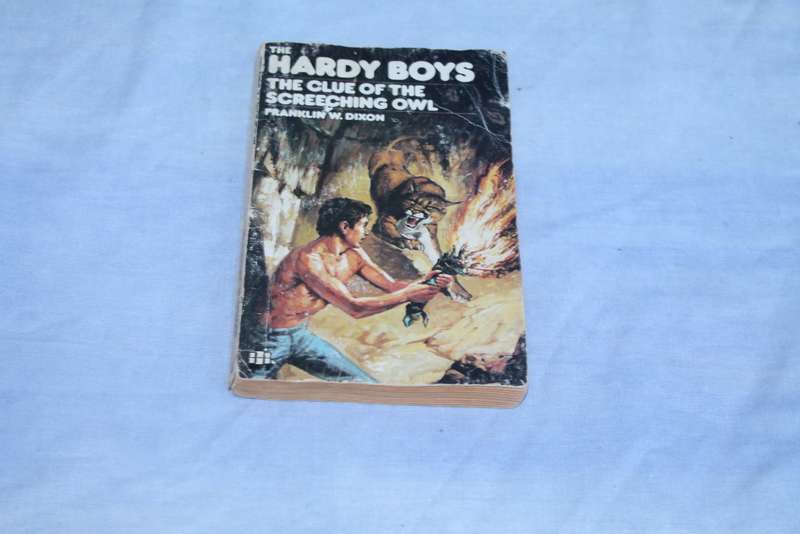 THE
HARDY BOYS
THE CLUE OF THE
SCREECHING OWL
FRANKLIN W. DIXON